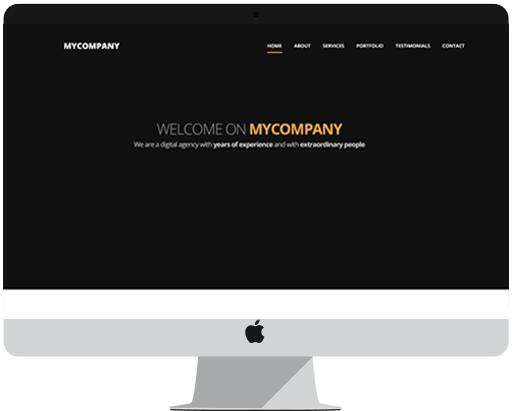 MYCOMPANY
HOME ABOUT SERVICES PORTFOLIO TESTIMONIALS CONTACT
WELCOME ON MYCOMPANY
We are a digital agency with years of experience and with extraordinary people